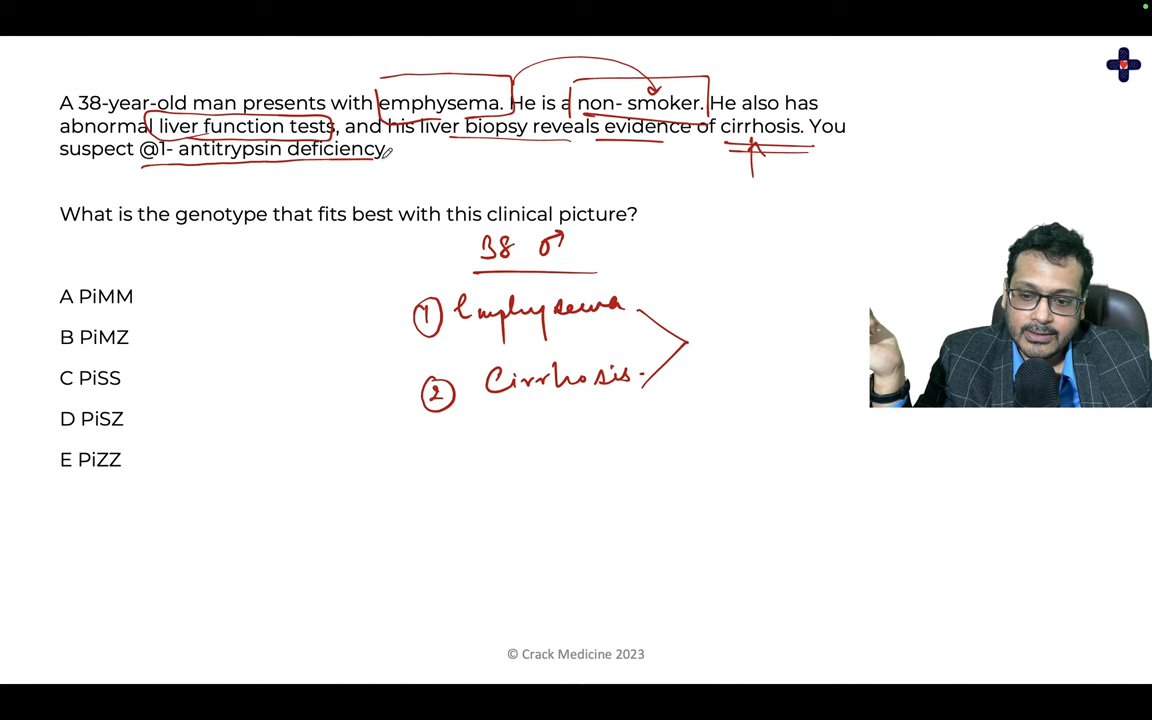 A 38-year-old man presents with emphysema. He is a non- smoker. He also has
abnormal liver function tests, and his liver biopsy reveals evidence of cirrhosis. You
suspect @1- antitrypsin deficiency.
What is the genotype that fits best with this clinical picture?
38 ♂
A PiMM
1 Emphysema
B PiMZ
C PiSS
2 Cirrhosis.
D PiSZ
E PiZZ
© Crack Medicine 2023